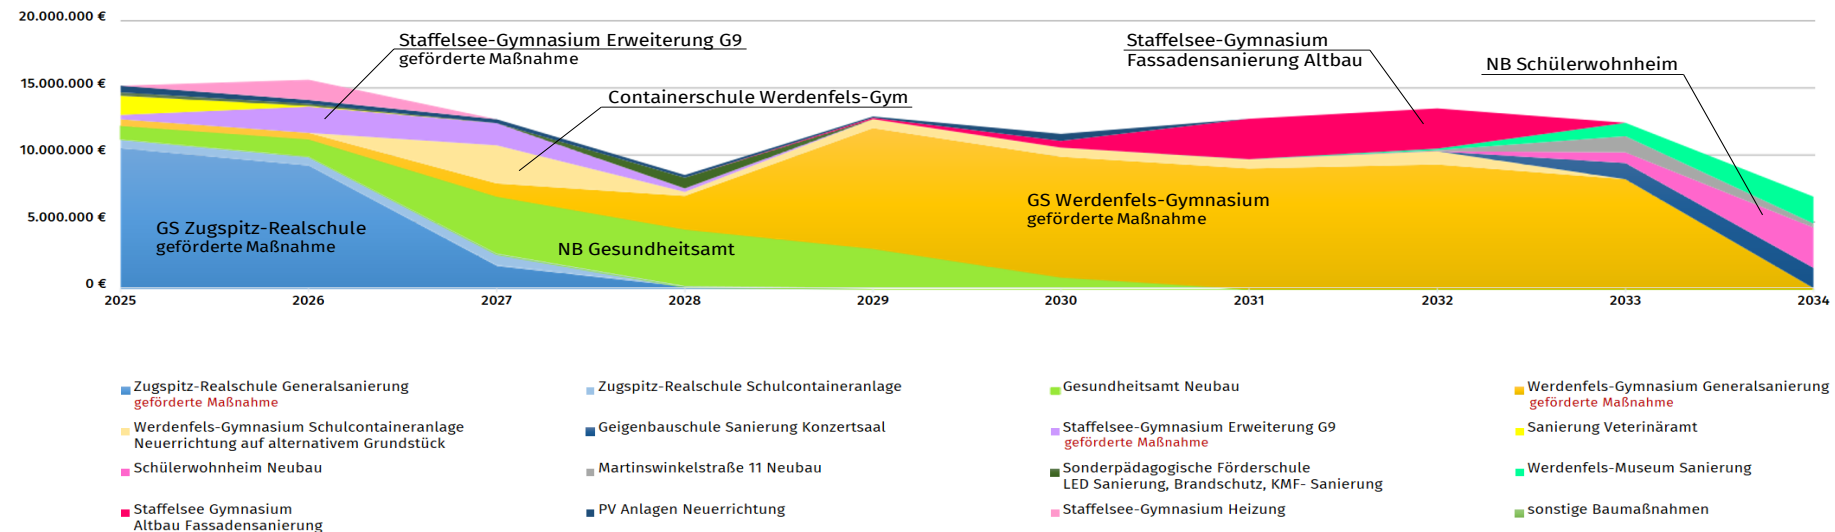 20.000.000 €
Staffelsee-Gymnasium Erweiterung G9
geförderte Maßnahme
Staffelsee-Gymnasium
Fassadensanierung Altbau
NB Schülerwohnheim
15.000.000 €
Containerschule Werdenfels-Gym
10.000.000 €
GS Werdenfels-Gymnasium
geförderte Maßnahme
5.000.000 €
GS Zugspitz-Realschule
geförderte Maßnahme
NB Gesundheitsamt
0 €
2025 2026 2027 2028 2029 2030 2031 2032 2033 2034
Zugspitz-Realschule Generalsanierung
geförderte Maßnahme
Zugspitz-Realschule Schulcontaineranlage
Gesundheitsamt Neubau
Werdenfels-Gymnasium Generalsanierung
geförderte Maßnahme
Werdenfels-Gymnasium Schulcontaineranlage
Neuerrichtung auf alternativem Grundstück
Geigenbauschule Sanierung Konzertsaal
Staffelsee-Gymnasium Erweiterung G9
geförderte Maßnahme
Sanierung Veterinäramt
Schülerwohnheim Neubau
Martinswinkelstraße 11 Neubau
Sonderpädagogische Förderschule
LED Sanierung, Brandschutz, KMF- Sanierung
Werdenfels-Museum Sanierung
Staffelsee Gymnasium
Altbau Fassadensanierung
PV Anlagen Neuerrichtung
Staffelsee-Gymnasium Heizung
sonstige Baumaßnahmen